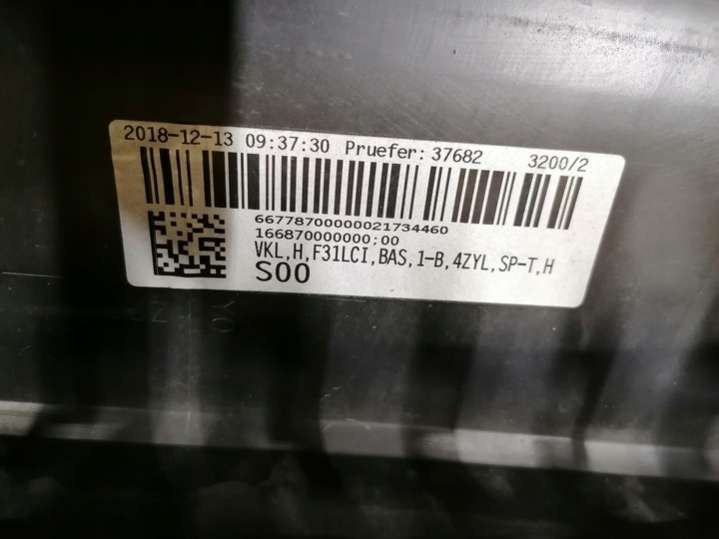 2018-12-13 09:37:30 Pruefer: 37682 3200/2
66778700000021734460
166870000000;00
VKL,H,F31LCI,BAS,1-B,4ZYL,SP-T,H
S00